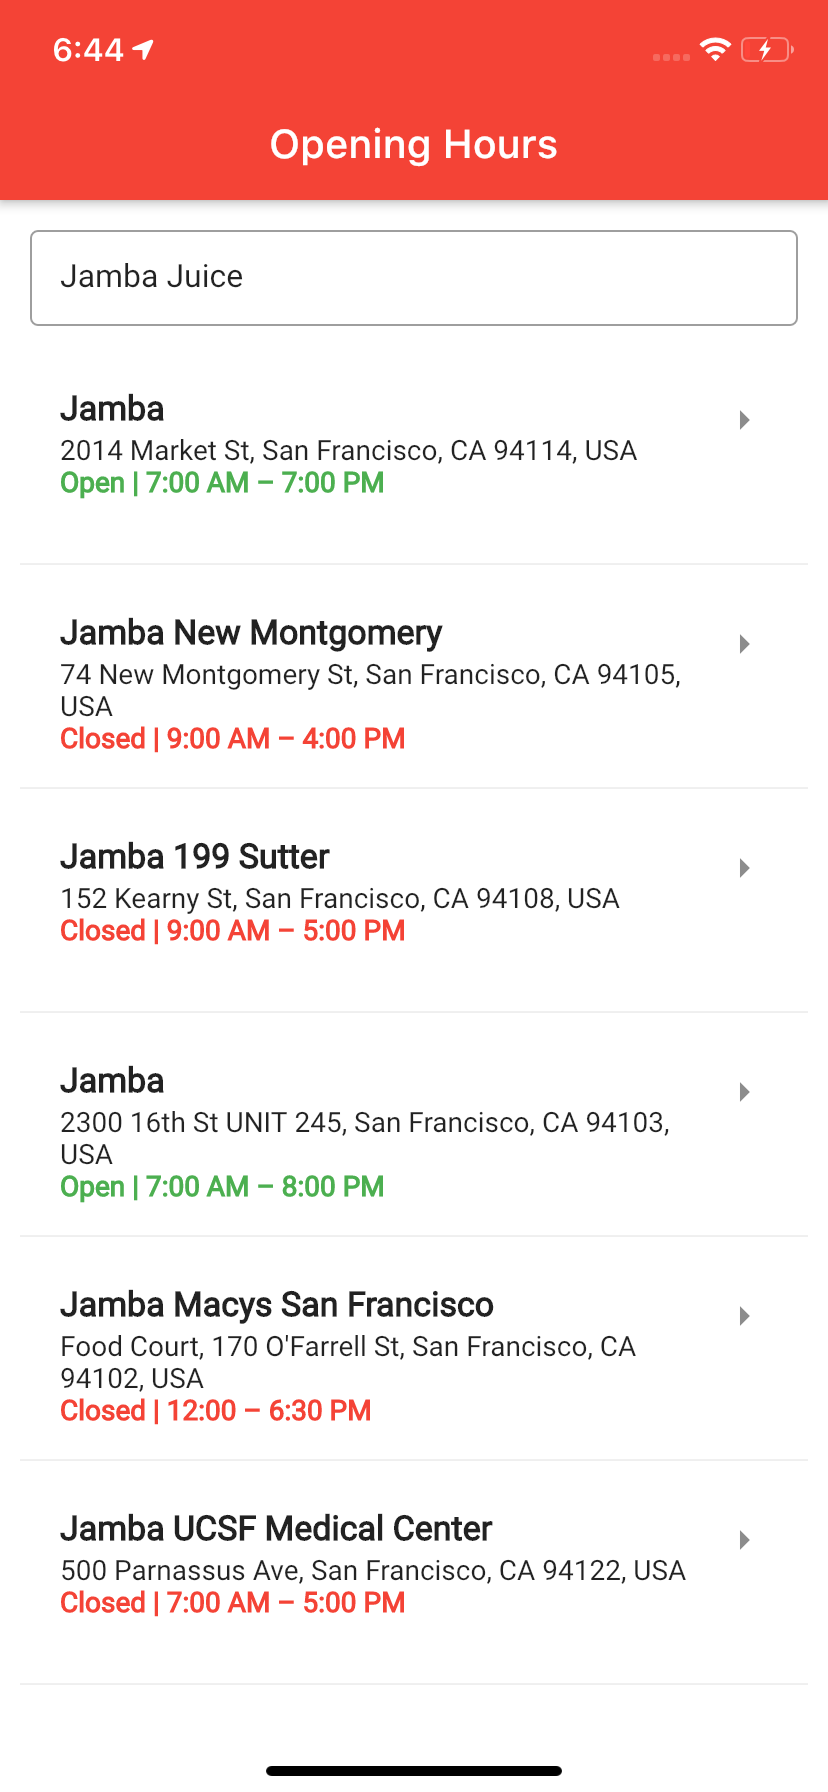 6:44
Opening Hours
Jamba Juice
Jamba
2014 Market St, San Francisco, CA 94114, USA
Open | 7:00 AM – 7:00 PM
Jamba New Montgomery
74 New Montgomery St, San Francisco, CA 94105,
USA
Closed | 9:00 AM – 4:00 PM
Jamba 199 Sutter
152 Kearny St, San Francisco, CA 94108, USA
Closed | 9:00 AM – 5:00 PM
Jamba
2300 16th St UNIT 245, San Francisco, CA 94103,
USA
Open | 7:00 AM – 8:00 PM
Jamba Macys San Francisco
Food Court, 170 O'Farrell St, San Francisco, CA
94102, USA
Closed | 12:00 – 6:30 PM
Jamba UCSF Medical Center
500 Parnassus Ave, San Francisco, CA 94122, USA
Closed | 7:00 AM – 5:00 PM